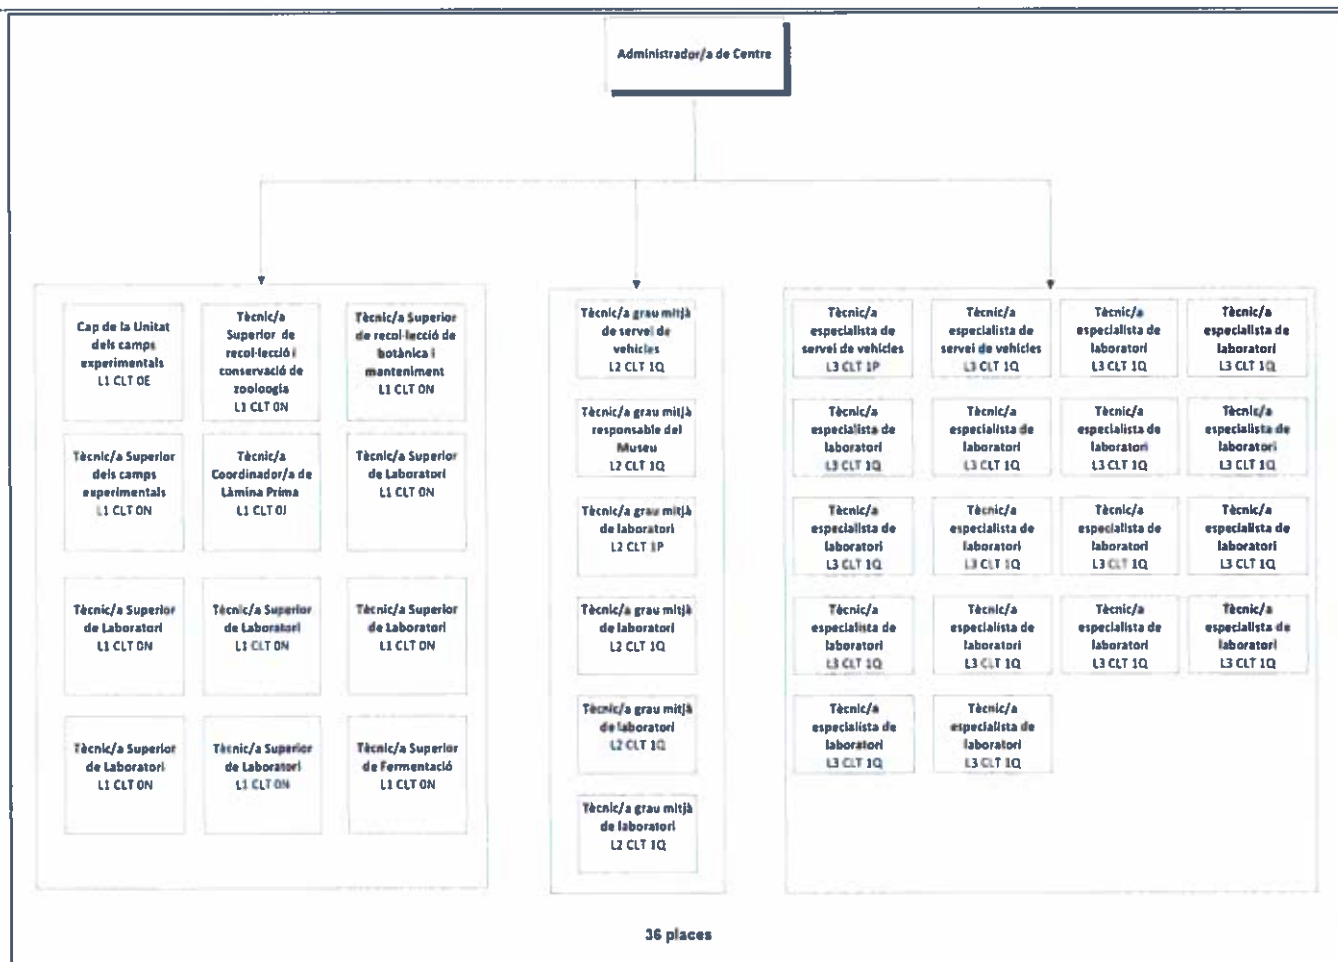 Administrador/a de Centre
Cap de la Unitat
dels camps
experimentals
L1 CLT 0E
Tècnic/a
Superior de
recol·lecció i
conservació de
zooloogia
L1 CLT 0N
Tècnic/a Superior
de recol·lecció de
botànica i
manteniment
L1 CLT 0N
Tècnic/a Superior
dels camps
experimentals
L1 CLT 0N
Tècnic/a
Coordinador/a de
Làmina Prima
L1 CLT 0J
Tècnic/a Superior
de Laboratori
L1 CLT 0N
Tècnic/a Superior
de Laboratori
L1 CLT 0N
Tècnic/a Superior
de Laboratori
L1 CLT 0N
Tècnic/a Superior
de Laboratori
L1 CLT 0N
Tècnic/a Superior
de Laboratori
L1 CLT 0N
Tècnic/a Superior
de Laboratori
L1 CLT 0N
Tècnic/a Superior
de Fermentació
L1 CLT 0N
Tècnic/a grau mitjà
de servei de
vehicles
L2 CLT 1Q
Tècnic/a grau mitjà
responsable del
Museu
L2 CLT 1Q
Tècnic/a grau mitjà
de laboratori
L2 CLT 1P
Tècnic/a grau mitjà
de laboratori
L2 CLT 1Q
Tècnic/a grau mitjà
de laboratori
L2 CLT 1Q
Tècnic/a grau mitjà
de laboratori
L2 CLT 1Q
Tècnic/a
especialista de
servei de vehicles
L3 CLT 1P
Tècnic/a
especialista de
servei de vehicles
L3 CLT 1Q
Tècnic/a
especialista de
laboratori
L3 CLT 1Q
Tècnic/a
especialista de
laboratori
L3 CLT 1Q
Tècnic/a
especialista de
laboratori
L3 CLT 1Q
Tècnic/a
especialista de
laboratori
L3 CLT 1Q
Tècnic/a
especialista de
laboratori
L3 CLT 1Q
Tècnic/a
especialista de
laboratori
L3 CLT 1Q
Tècnic/a
especialista de
laboratori
L3 CLT 1Q
Tècnic/a
especialista de
laboratori
L3 CLT 1Q
Tècnic/a
especialista de
laboratori
L3 CLT 1Q
Tècnic/a
especialista de
laboratori
L3 CLT 1Q
Tècnic/a
especialista de
laboratori
L3 CLT 1Q
Tècnic/a
especialista de
laboratori
L3 CLT 1Q
Tècnic/a
especialista de
laboratori
L3 CLT 1Q
Tècnic/a
especialista de
laboratori
L3 CLT 1Q
Tècnic/a
especialista de
laboratori
L3 CLT 1Q
Tècnic/a
especialista de
laboratori
L3 CLT 1Q
36 places